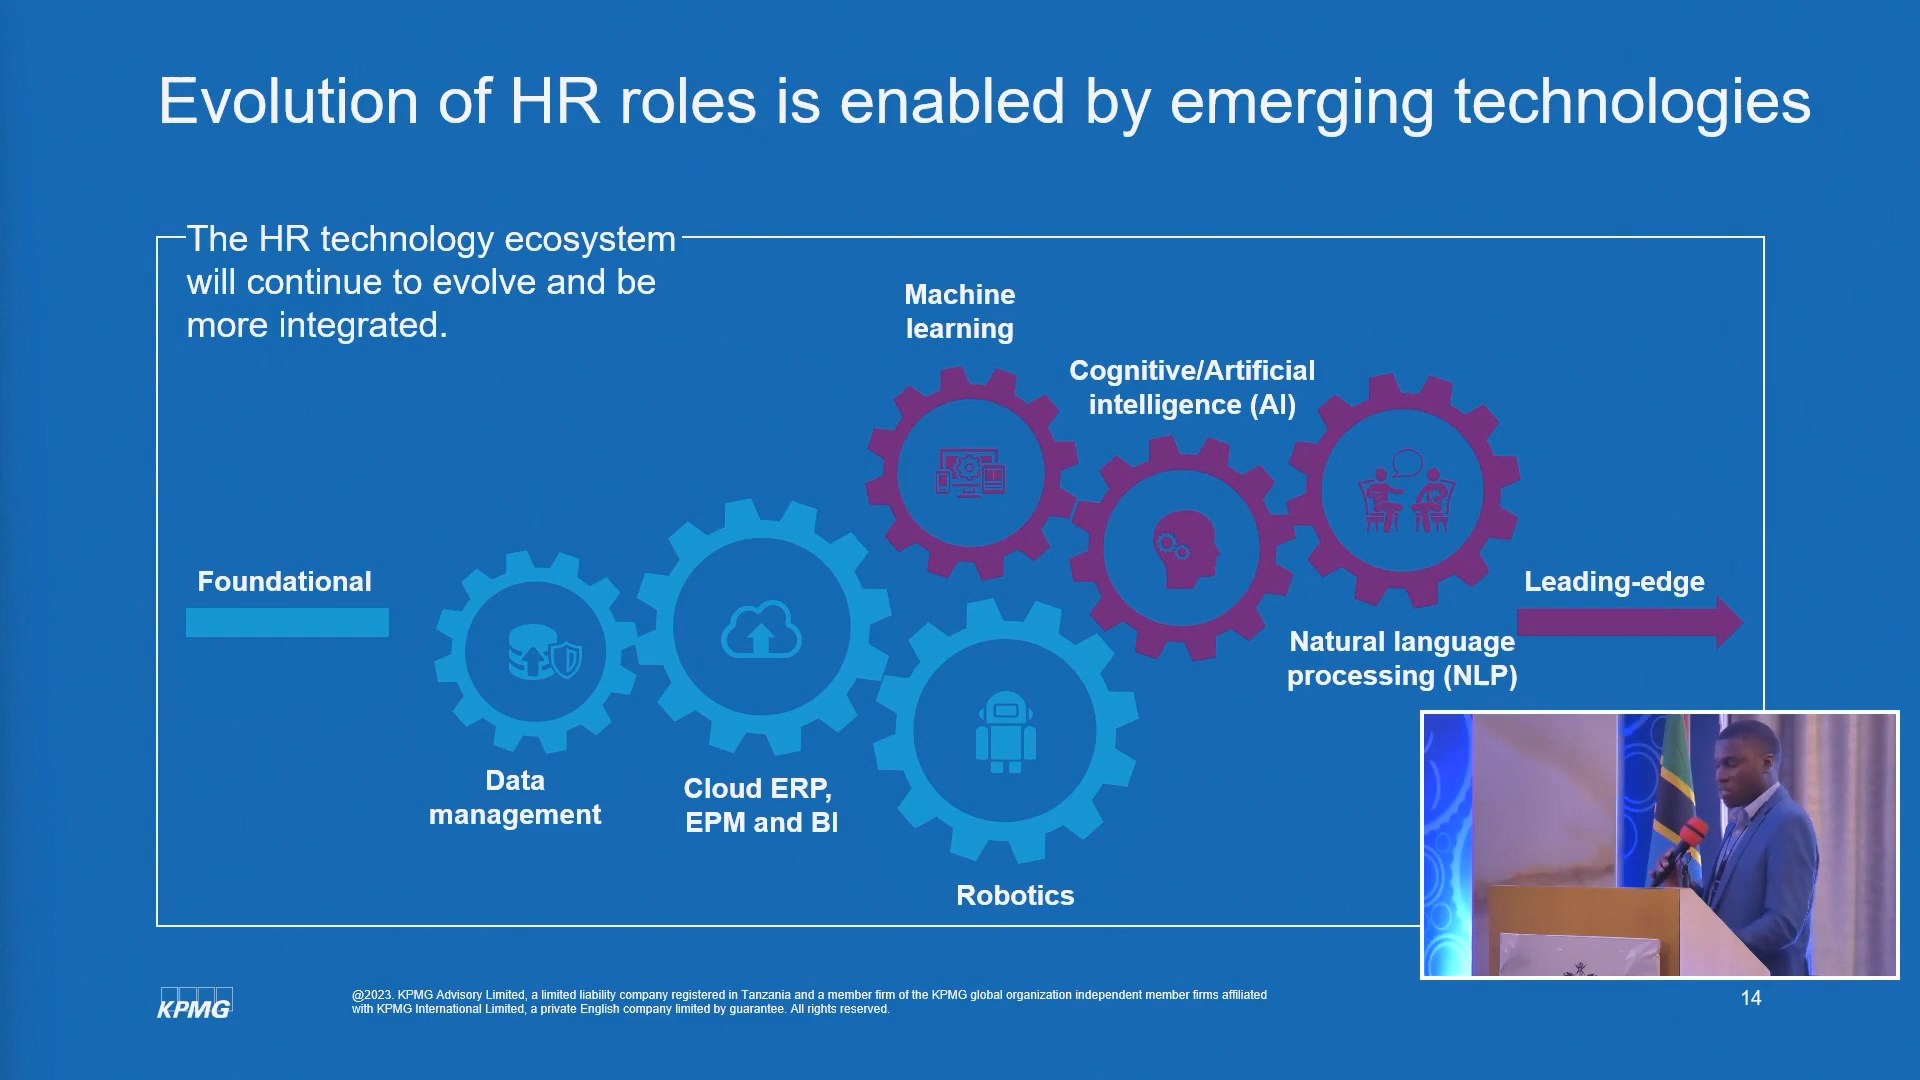 Evolution of HR roles is enabled by emerging technologies
The HR technology ecosystem
will continue to evolve and be
more integrated.
Machine
learning
Cognitive/Artificial
intelligence (AI)
Foundational
Leading-edge
Natural language
processing (NLP)
Data
management
Cloud ERP,
EPM and BI
Robotics
KPMG
@2023. KPMG Advisory Limited, a limited liability company registered in Tanzania and a member firm of the KPMG global organization independent member firms affiliated
with KPMG International Limited, a private English company limited by guarantee. All rights reserved.
14